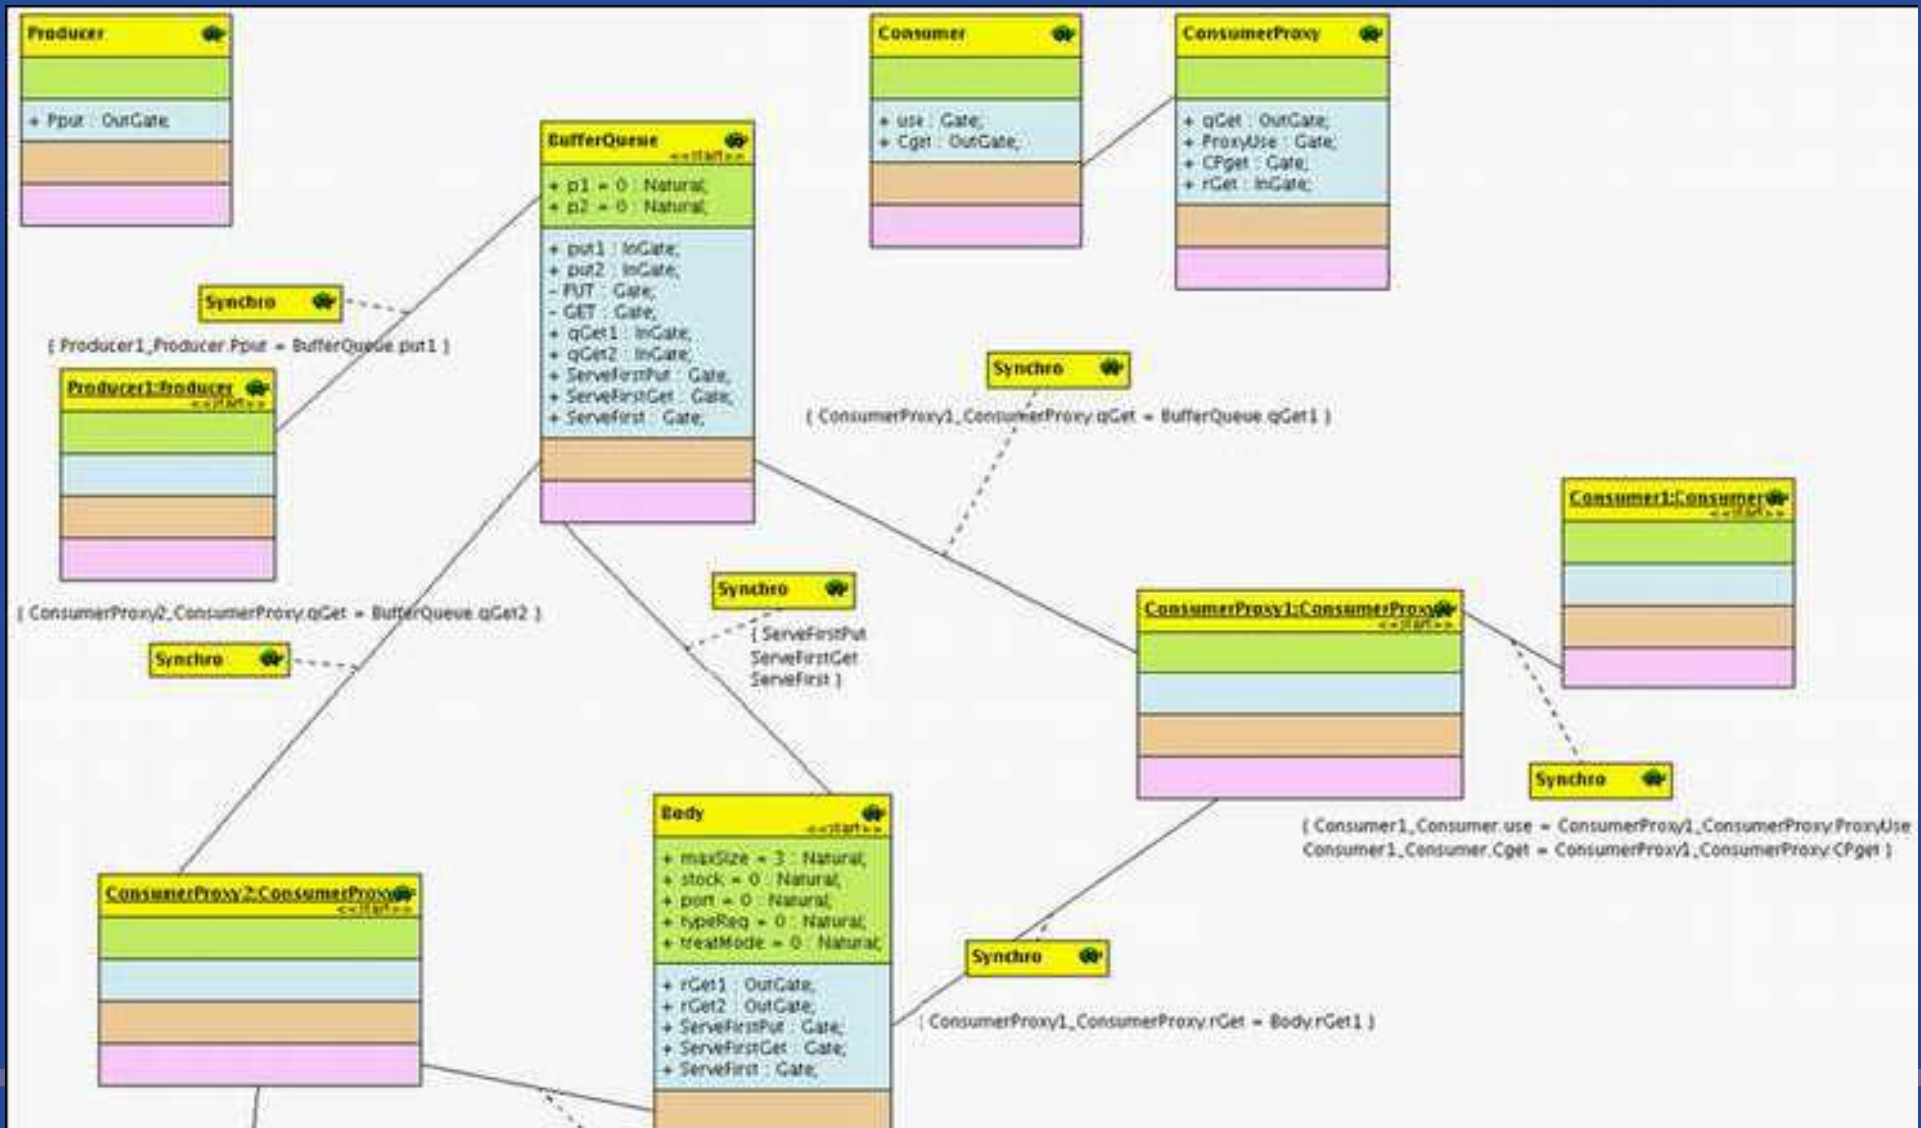 Producer
+ Pput : OutGate;
Consumer
+ use : Gate;
+ Cget : OutGate;
ConsumerProxy
+ qGet : OutGate;
+ ProxyUse : Gate;
+ CPget : Gate;
+ rGet : InGate;
BufferQueue
<<start>>
+ p1 = 0 : Natural;
+ p2 = 0 : Natural;
+ put1 : InGate;
+ put2 : InGate;
- PUT : Gate;
- GET : Gate;
+ qGet1 : InGate;
+ qGet2 : InGate;
+ ServeFirstPut : Gate;
+ ServeFirstGet : Gate;
+ ServeFirst : Gate;
Synchro
{ Producer1_Producer.Pput = BufferQueue.put1 }
Producer1:Producer
<<start>>
Synchro
{ ConsumerProxy1_ConsumerProxy.qGet = BufferQueue.qGet1 }
Consumer1:Consumer
<<start>>
{ ConsumerProxy2_ConsumerProxy.qGet = BufferQueue.qGet2 }
Synchro
Synchro
{ ServeFirstPut
ServeFirstGet
ServeFirst }
ConsumerProxy1:ConsumerProxy
<<start>>
Synchro
{ Consumer1_Consumer.use = ConsumerProxy1_ConsumerProxy.ProxyUse
Consumer1_Consumer.Cget = ConsumerProxy1_ConsumerProxy.CPget }
ConsumerProxy2:ConsumerProxy
<<start>>
Body
<<start>>
+ maxSize = 3 : Natural;
+ stock = 0 : Natural;
+ port = 0 : Natural;
+ typeReq = 0 : Natural;
+ treatMode = 0 : Natural;
+ rGet1 : OutGate;
+ rGet2 : OutGate;
+ ServeFirstPut : Gate;
+ ServeFirstGet : Gate;
+ ServeFirst : Gate;
Synchro
{ ConsumerProxy1_ConsumerProxy.rGet = Body.rGet1 }